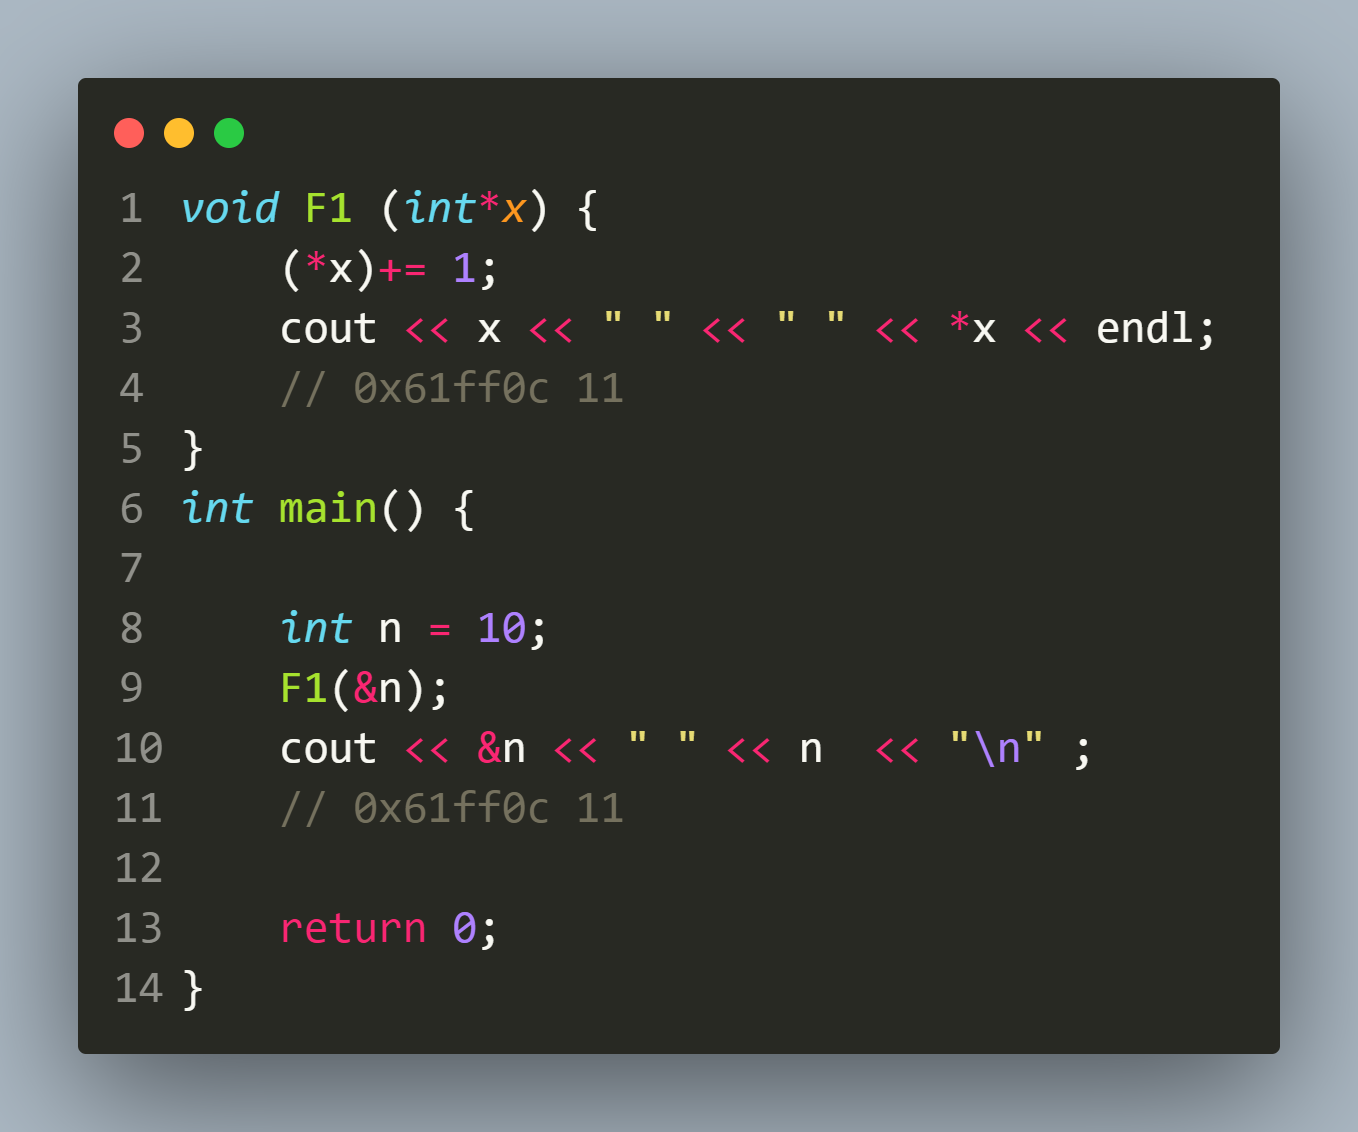 1 void F1 (int*x) {
2     (*x)+= 1;
3     cout << x << " " << " " << *x << endl;
4     // 0x61ff0c 11
5 }
6 int main() {
7
8     int n = 10;
9     F1(&n);
10     cout << &n << " " << n  << "\n" ;
11     // 0x61ff0c 11
12
13     return 0;
14 }